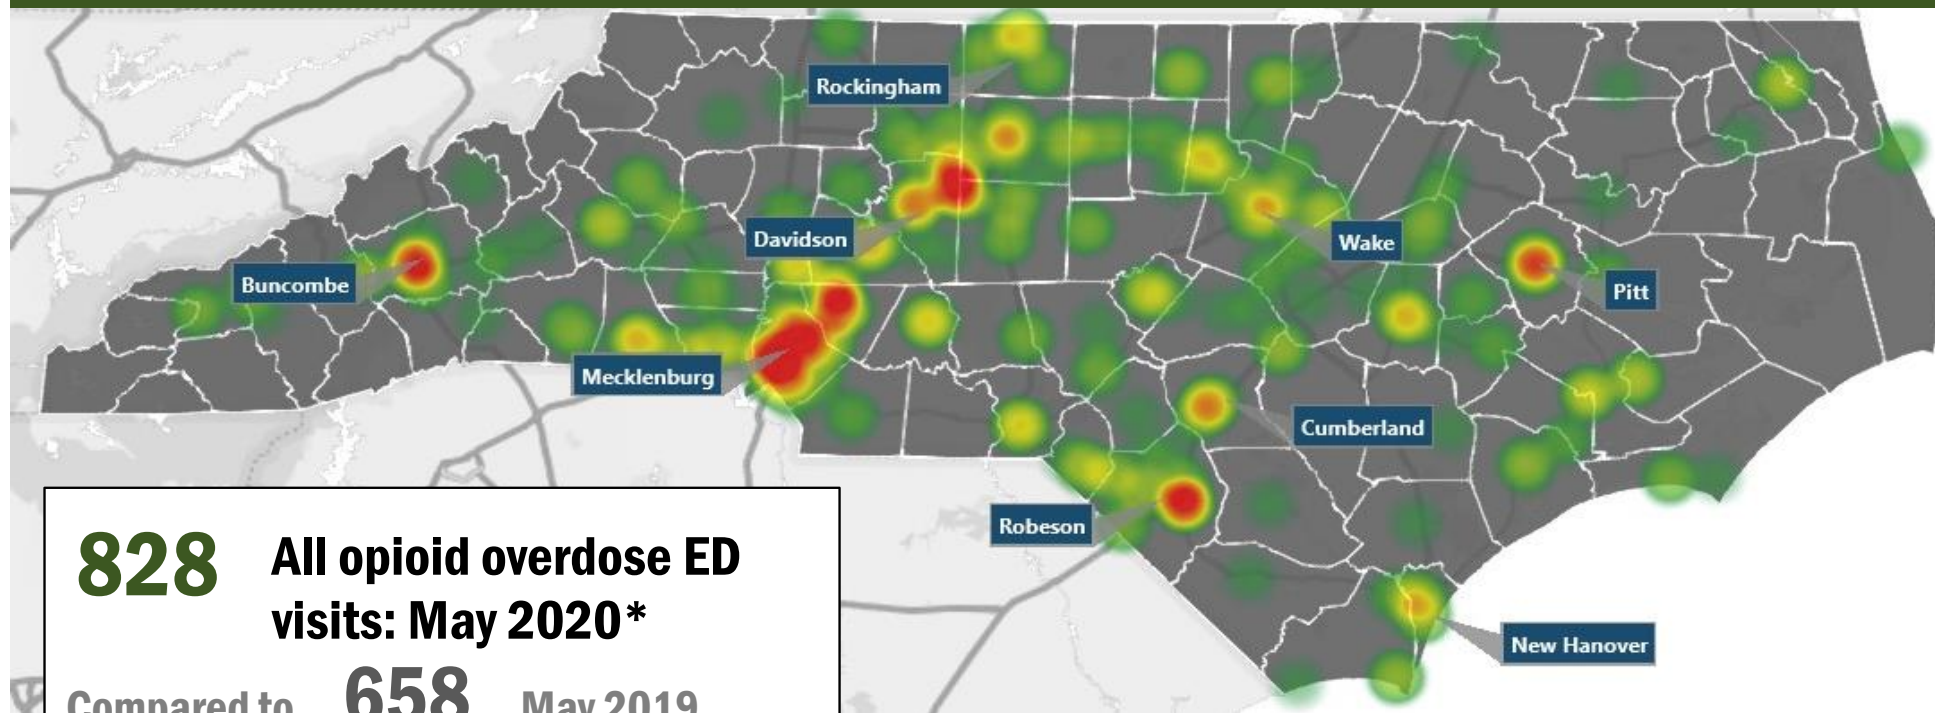 Rockingham
Davidson
Wake
Buncombe
Pitt
Mecklenburg
Cumberland
Robeson
New Hanover
828 All opioid overdose ED
visits: May 2020*
Compared to 658 May 2019